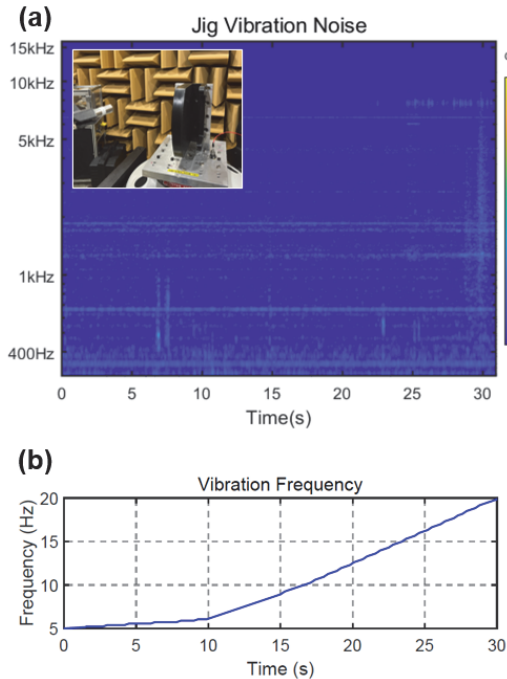 (a)
Jig Vibration Noise
15kHz
10kHz
5kHz
1kHz
400Hz
0 5 10 15 20 25 30
Time(s)
(b)
Vibration Frequency
Frequency (Hz)
20
15
10
5
0 5 10 15 20 25 30
Time (s)